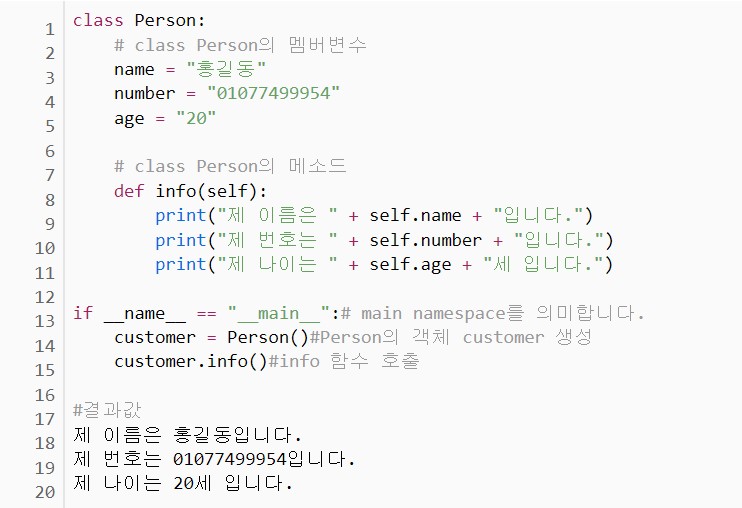 1 class Person:
2     # class Person의 멤버변수
3     name = "홍길동"
4     number = "01077499954"
5     age = "20"
6
7     # class Person의 메소드
8     def info(self):
9         print("제 이름은 " + self.name + "입니다.")
10         print("제 번호는 " + self.number + "입니다.")
11         print("제 나이는 " + self.age + "세 입니다.")
12
13 if __name__ == "__main__":# main namespace를 의미합니다.
14     customer = Person()#Person의 객체 customer 생성
15     customer.info()#info 함수 호출
16
17 #결과값
18 제 이름은 홍길동입니다.
19 제 번호는 01077499954입니다.
20 제 나이는 20세 입니다.